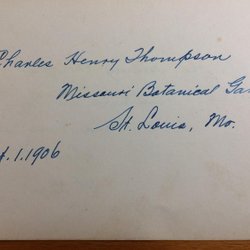 Charles Henry Thompson
Missouri Botanical Gar
St. Louis, Mo.
t.1.1906